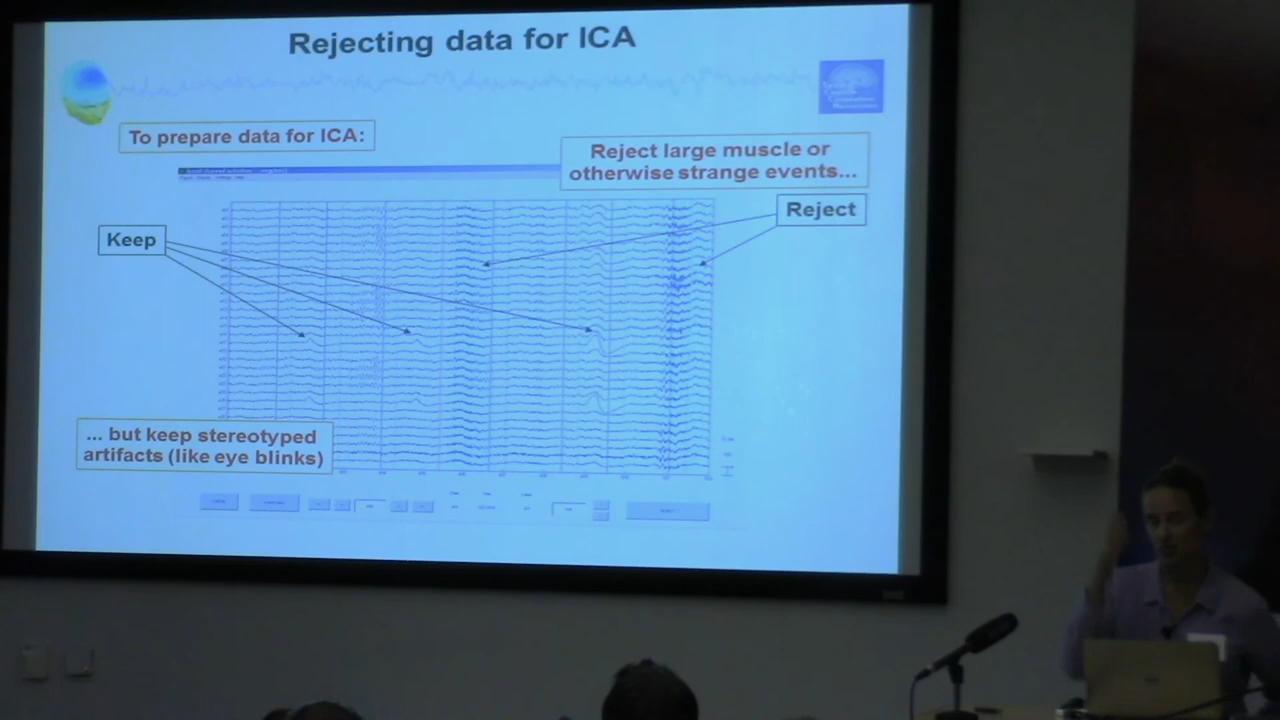 Rejecting data for ICA
To prepare data for ICA:
Reject large muscle or
otherwise strange events...
Reject
Keep
... but keep stereotyped
artifacts (like eye blinks)